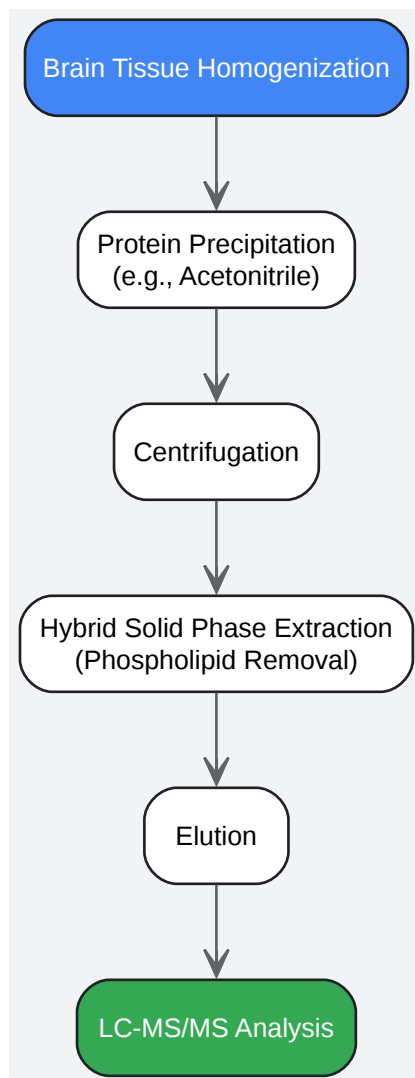 Brain Tissue Homogenization
Protein Precipitation
(e.g., Acetonitrile)
Centrifugation
Hybrid Solid Phase Extraction
(Phospholipid Removal)
Elution
LC-MS/MS Analysis